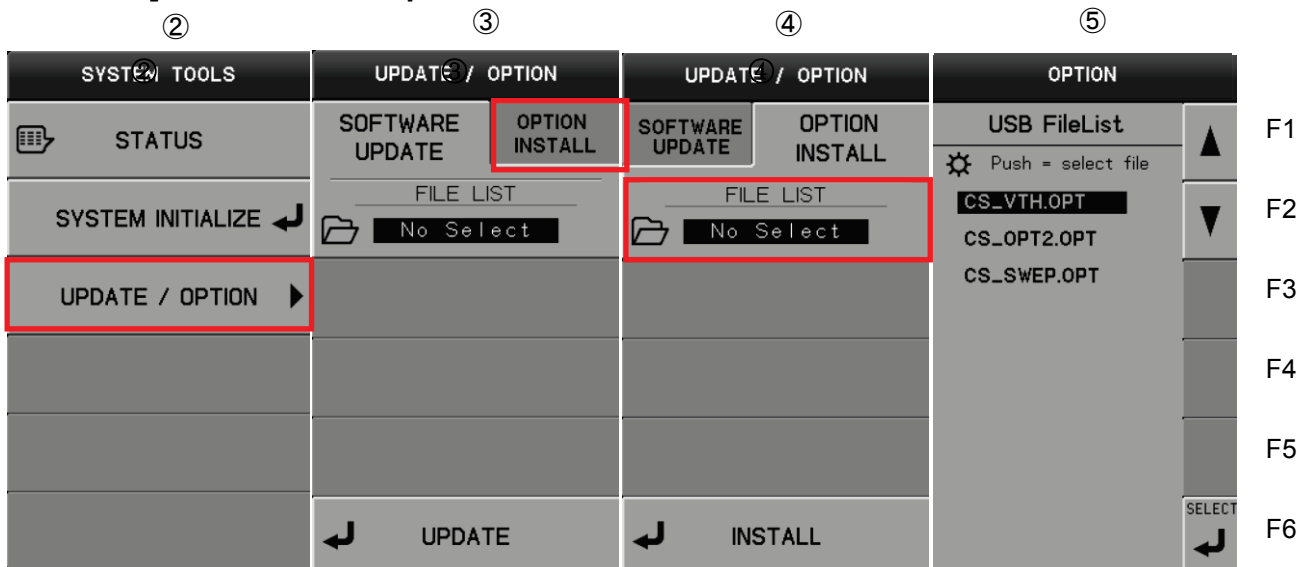 ②
③
④
⑤
SYSTEM TOOLS
STATUS
SYSTEM INITIALIZE
UPDATE / OPTION
UPDATE / OPTION
SOFTWARE
UPDATE
OPTION
INSTALL
FILE LIST
No Select
UPDATE
UPDATE / OPTION
SOFTWARE
UPDATE
OPTION
INSTALL
FILE LIST
No Select
INSTALL
OPTION
USB FileList
Push = select file
CS_VTH.OPT
CS_OPT2.OPT
CS_SWEP.OPT
SELECT
F1
F2
F3
F4
F5
F6